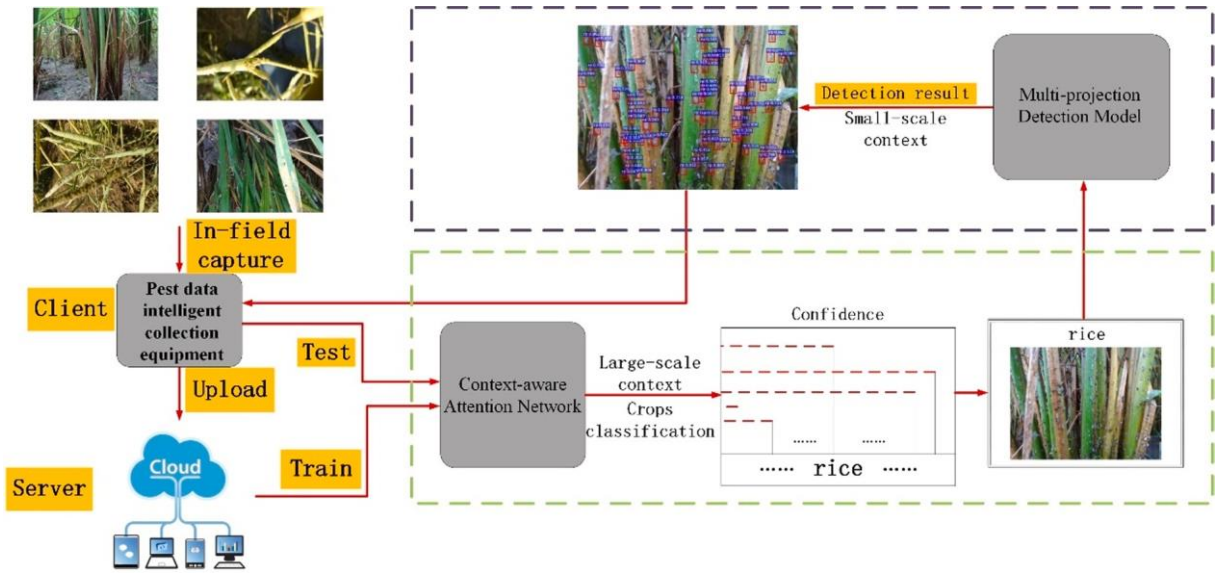 In-field
capture
Client
Pest data
intelligent
collection
equipment
Upload
Server
Cloud
Test
Train
Detection result
Small-scale
context
Multi-projection
Detection Model
Context-aware
Attention Network
Large-scale
context
Crops
classification
Confidence
...... ......
...... rice ......
rice